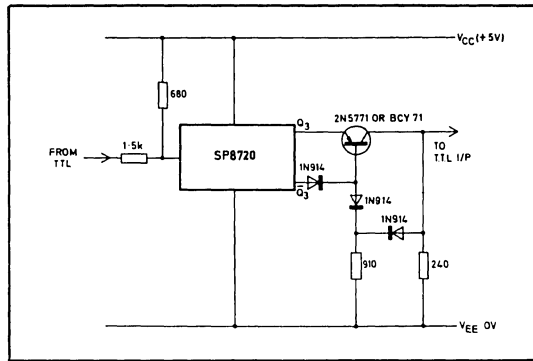 VCC (+5V)
680
2N5771 OR BCY 71
Q3
1·5k
FROM
TTL
SP8720
TO
TTL I/P
1N914
Q̅3
1N914
1N914
910
240
VEE 0V